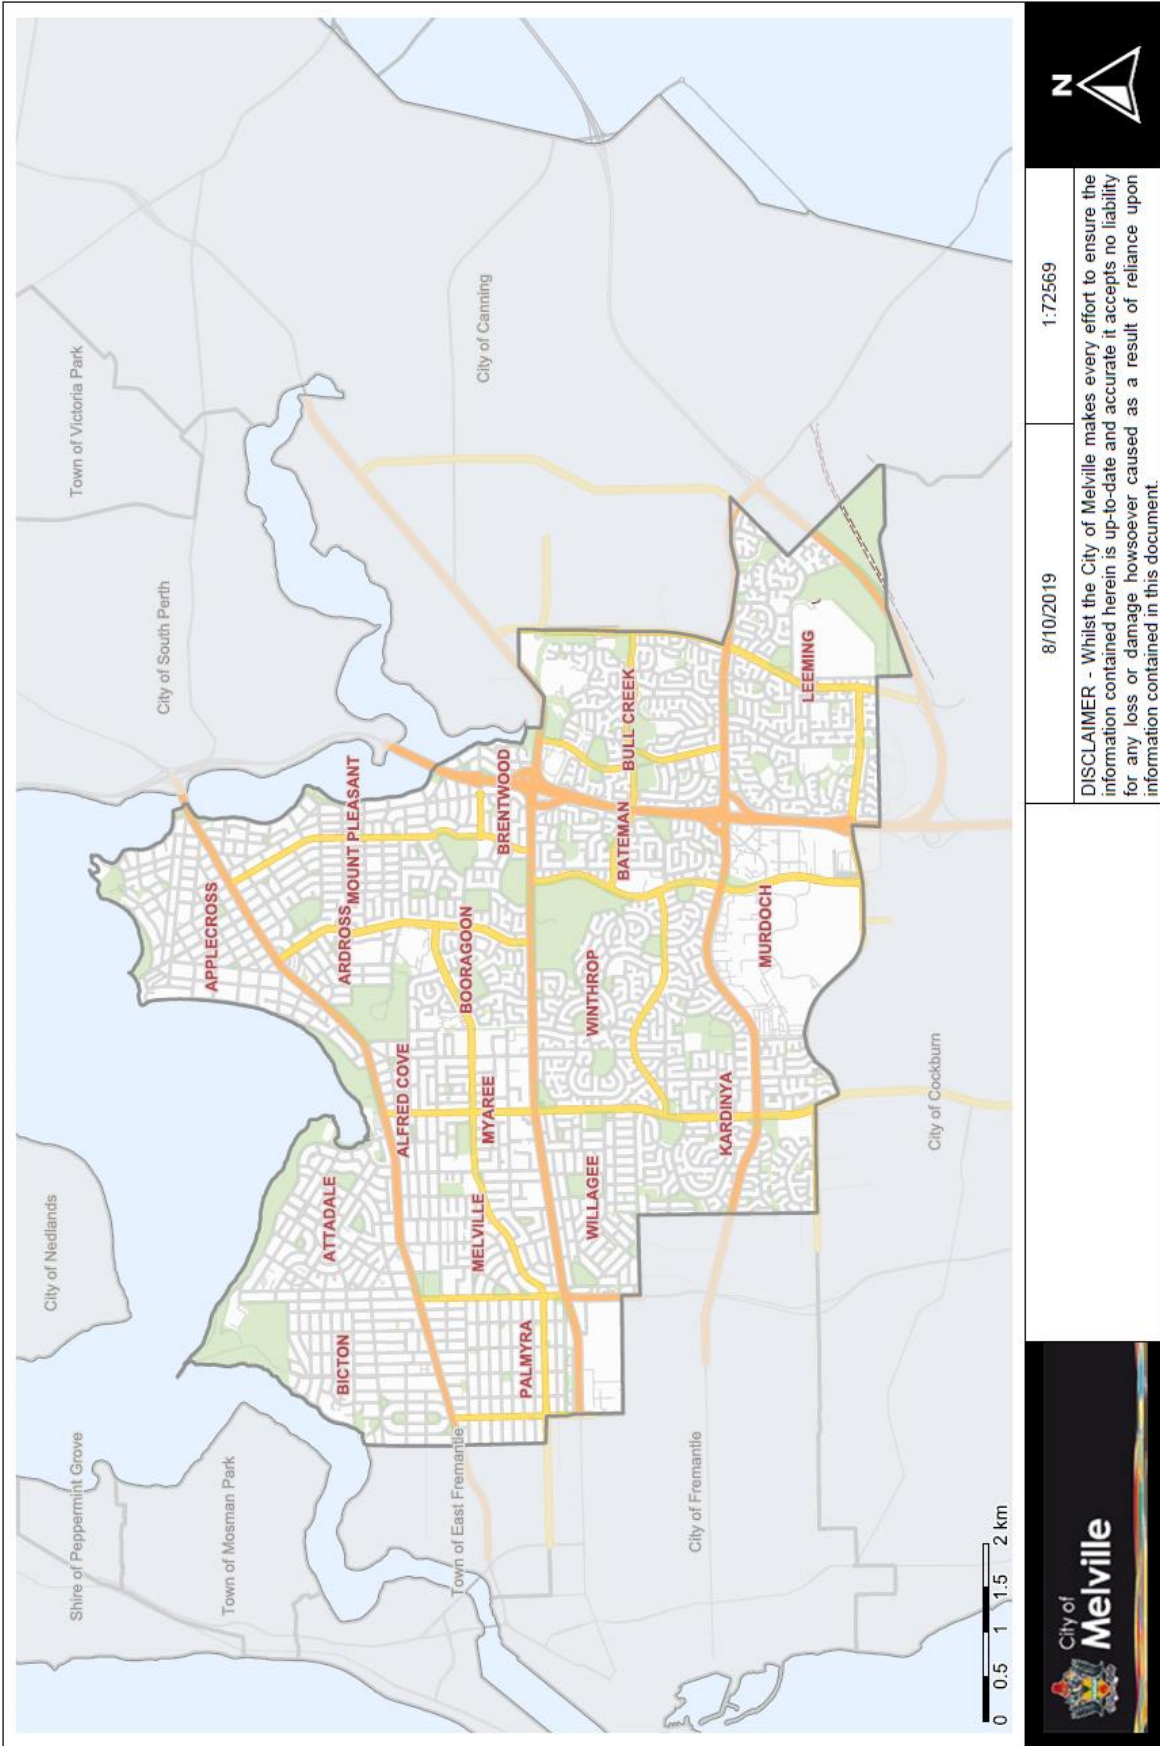 City of Nedlands
Shire of Peppermint Grove
Town of Mosman Park
Town of East Fremantle
City of Fremantle
City of South Perth
Town of Victoria Park
City of Canning
City of Cockburn
APPLECROSS
ATTADALE
BICTON
ARDROSS
MOUNT PLEASANT
ALFRED COVE
MELVILLE
MYAREE
BOORAGOON
BRENTWOOD
PALMYRA
WILLAGEE
WINTHROP
BATEMAN
BULL CREEK
KARDINYA
MURDOCH
LEEMING
0 0.5 1 1.5 2 km
City of
Melville
8/10/2019
1:72569
DISCLAIMER - Whilst the City of Melville makes every effort to ensure the
information contained herein is up-to-date and accurate it accepts no liability
for any loss or damage howsoever caused as a result of reliance upon
information contained in this document.
N